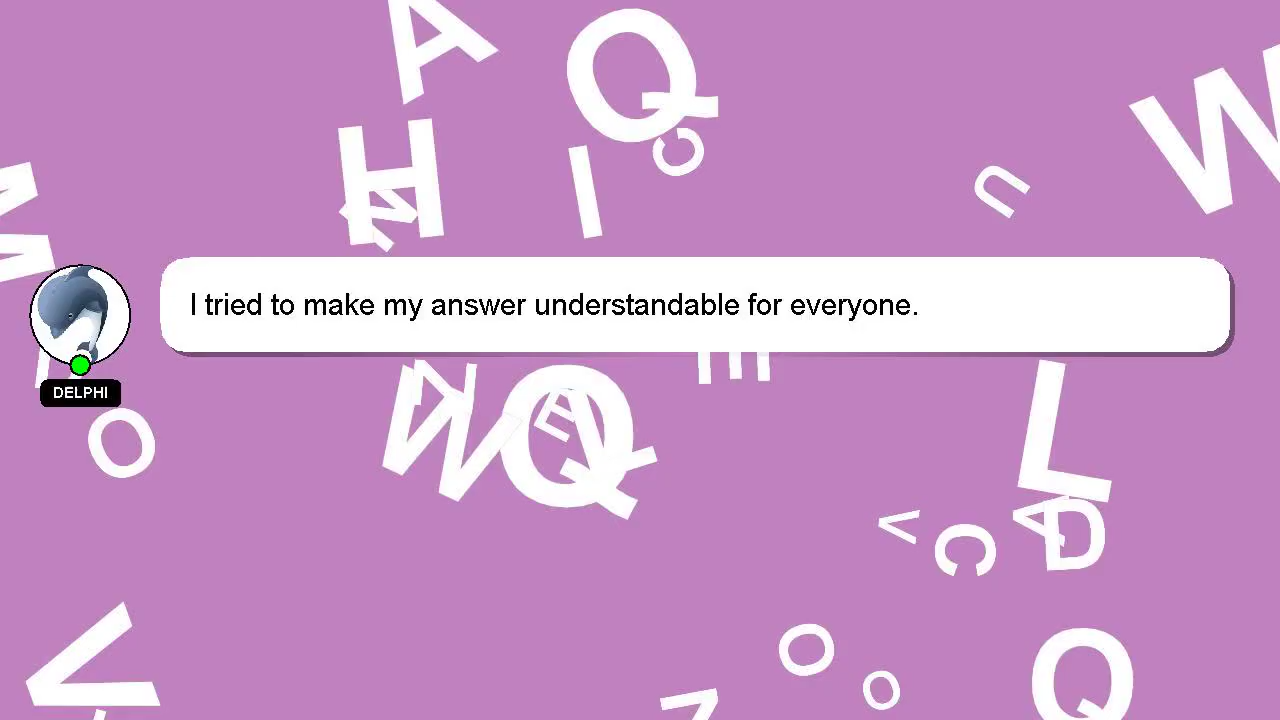 A
Q
C
H
I
U
W
M
I tried to make my answer understandable for everyone.
DELPHI
E
L
O
W
Q
E
V
C
A
D
V
O
O
Q